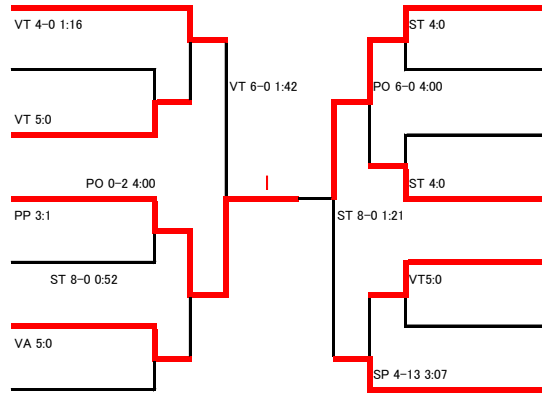 VT 4-0 1:16
ST 4:0
VT 6-0 1:42
PO 6-0 4:00
VT 5:0
PO 0-2 4:00
ST 4:0
PP 3:1
ST 8-0 1:21
ST 8-0 0:52
VT5:0
VA 5:0
SP 4-13 3:07